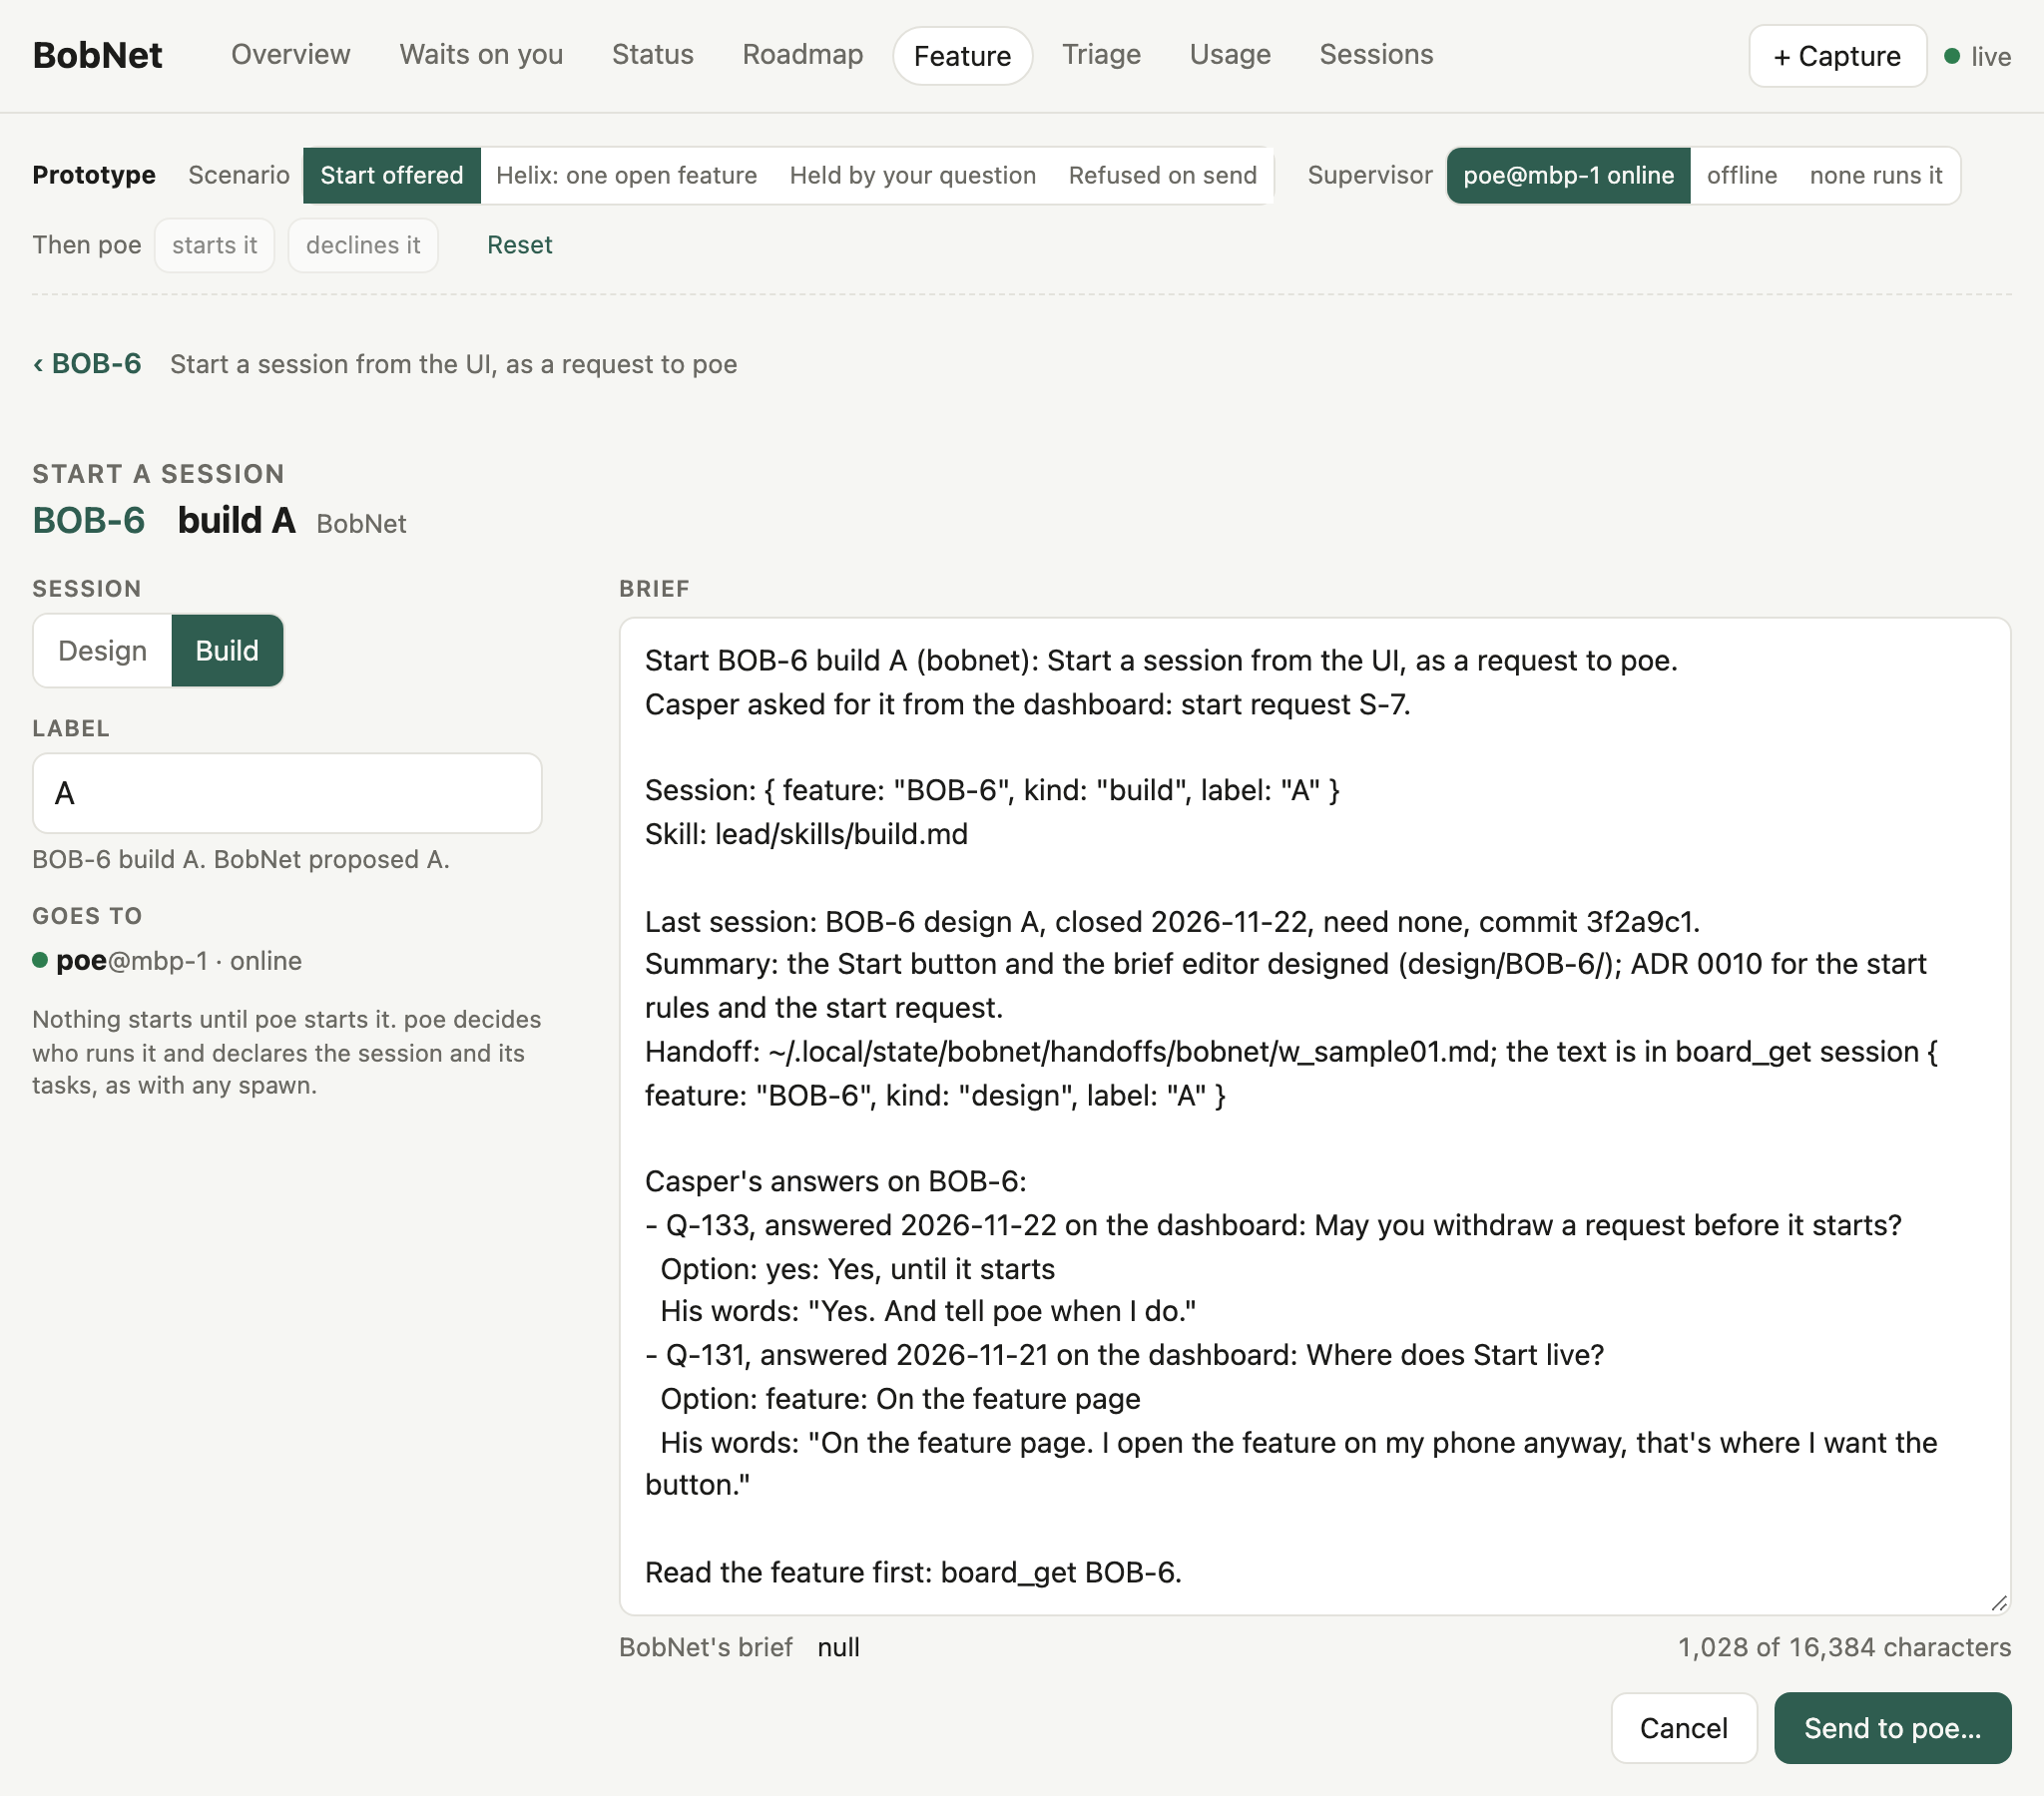 BobNet Overview Waits on you Status Roadmap Feature Triage Usage Sessions + Capture live
Prototype Scenario Start offered Helix: one open feature Held by your question Refused on send Supervisor poe@mbp-1 online offline none runs it
Then poe starts it declines it Reset
‹ BOB-6 Start a session from the UI, as a request to poe
START A SESSION
BOB-6 build A BobNet
SESSION
Design Build
LABEL
A
BOB-6 build A. BobNet proposed A.
GOES TO
poe@mbp-1 · online
Nothing starts until poe starts it. poe decides
who runs it and declares the session and its
tasks, as with any spawn.
BRIEF
Start BOB-6 build A (bobnet): Start a session from the UI, as a request to poe.
Casper asked for it from the dashboard: start request S-7.
Session: { feature: "BOB-6", kind: "build", label: "A" }
Skill: lead/skills/build.md
Last session: BOB-6 design A, closed 2026-11-22, need none, commit 3f2a9c1.
Summary: the Start button and the brief editor designed (design/BOB-6/); ADR 0010 for the start
rules and the start request.
Handoff: ~/.local/state/bobnet/handoffs/bobnet/w_sample01.md; the text is in board_get session {
feature: "BOB-6", kind: "design", label: "A" }
Casper's answers on BOB-6:
- Q-133, answered 2026-11-22 on the dashboard: May you withdraw a request before it starts?
Option: yes: Yes, until it starts
His words: "Yes. And tell poe when I do."
- Q-131, answered 2026-11-21 on the dashboard: Where does Start live?
Option: feature: On the feature page
His words: "On the feature page. I open the feature on my phone anyway, that's where I want the
button."
Read the feature first: board_get BOB-6.
BobNet's brief null 1,028 of 16,384 characters
Cancel Send to poe…